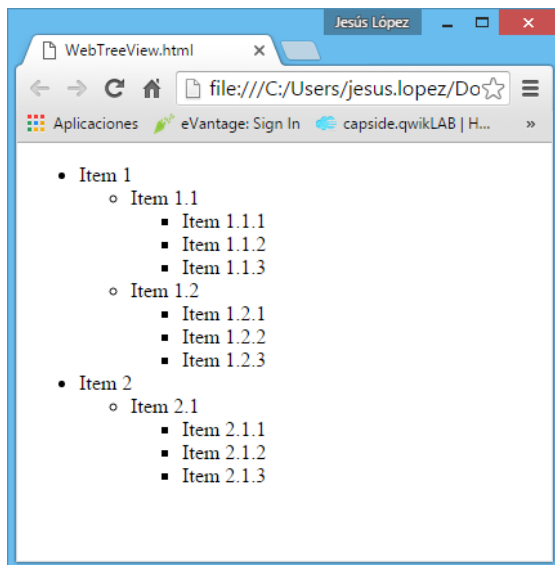 Jesús López
WebTreeView.html
file:///C:/Users/jesus.lopez/Do
Aplicaciones eVantage: Sign In capside.qwikLAB | H... »
Item 1
Item 1.1
Item 1.1.1
Item 1.1.2
Item 1.1.3
Item 1.2
Item 1.2.1
Item 1.2.2
Item 1.2.3
Item 2
Item 2.1
Item 2.1.1
Item 2.1.2
Item 2.1.3